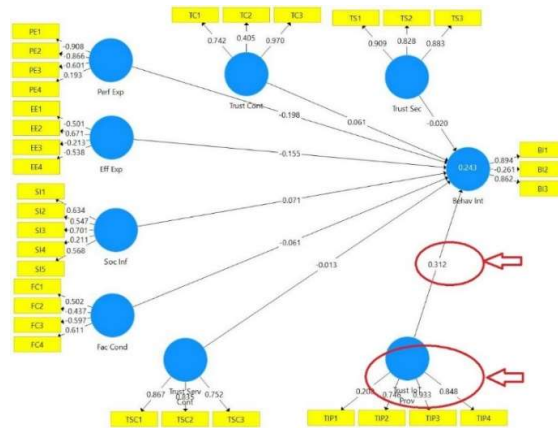 TC1
TC2
TC3
TS1
TS2
TS3
0.742
0.405
0.970
0.909
0.828
0.883
PE1
PE2
PE3
PE4
-0.908
-0.866
-0.601
0.193
Perf Exp
Trust Cont
Trust Sec
EE1
EE2
EE3
EE4
-0.501
0.671
-0.213
-0.538
Eff Exp
-0.198
0.061
-0.020
-0.155
0.243
Behav Int
0.894
-0.261
0.862
BI1
BI2
BI3
SI1
SI2
SI3
SI4
SI5
0.634
0.547
0.701
0.211
0.568
Soc Inf
0.071
-0.061
-0.013
0.312
FC1
FC2
FC3
FC4
0.502
-0.437
-0.597
0.611
Fac Cond
Trust Serv
Cont
0.867
0.835
0.752
TSC1
TSC2
TSC3
Trust IoT
Prov
0.746
0.933
0.848
TIP1
TIP2
TIP3
TIP4